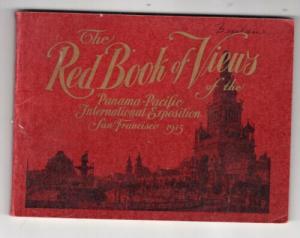 The
Red Book of Views
of the
Panama-Pacific
International Exposition
San Francisco 1915